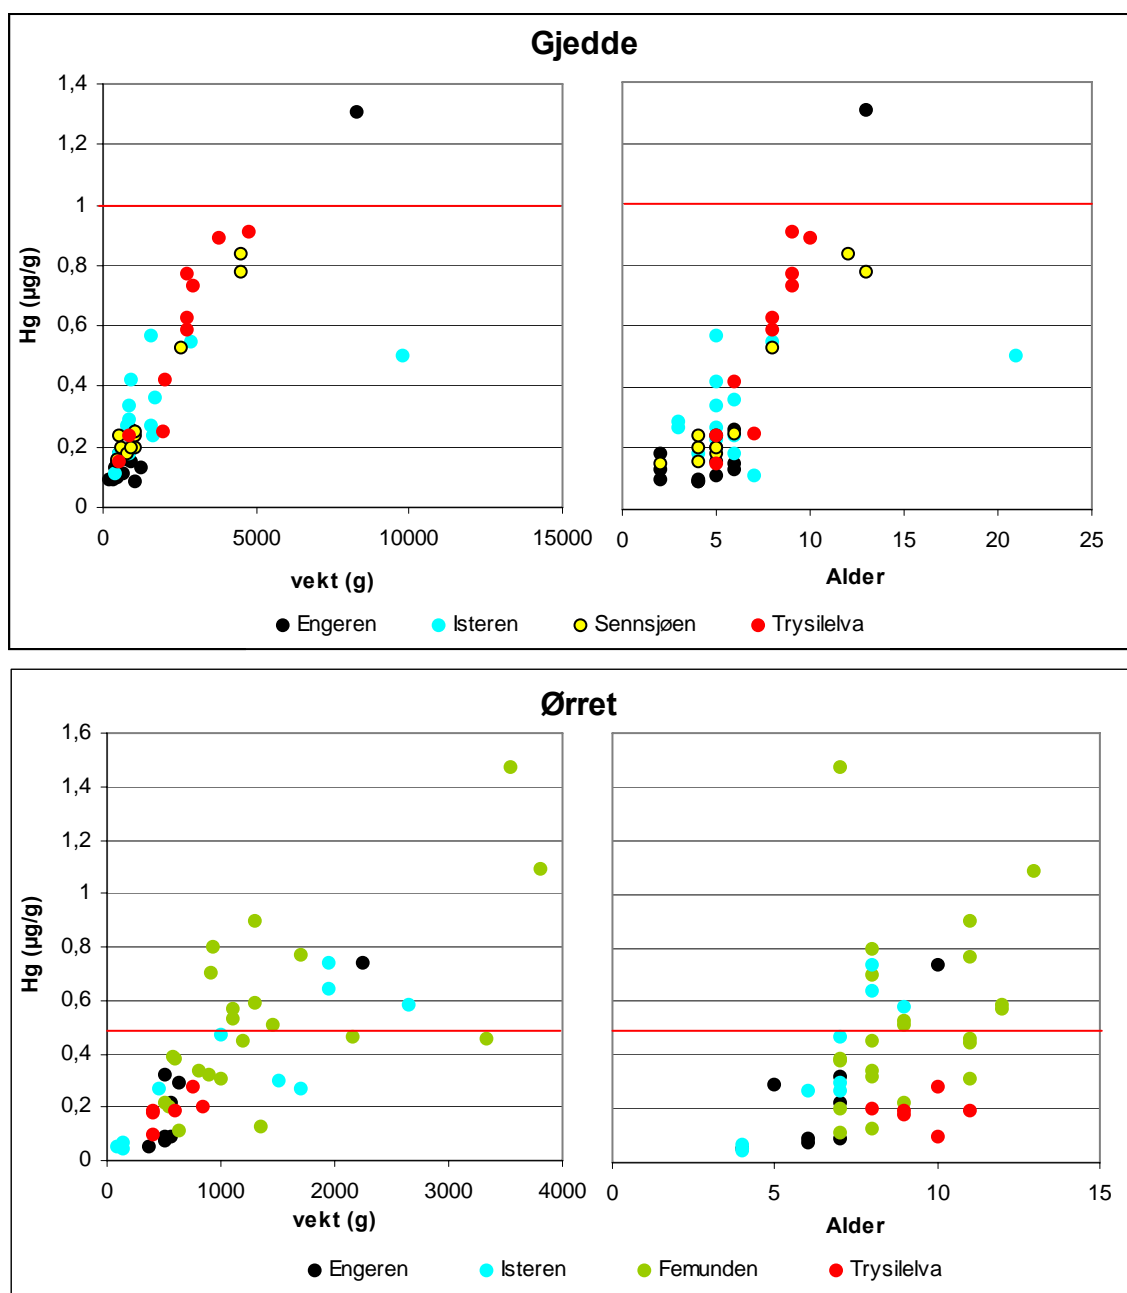 Gjedde
1,4
1,2
1
0,8
0,6
0,4
0,2
0
Hg (µg/g)
0 5000 10000 15000
vekt (g)
0 5 10 15 20 25
Alder
Engeren Isteren Sennsjøen Trysilelva
Ørret
1,6
1,4
1,2
1
0,8
0,6
0,4
0,2
0
Hg (µg/g)
0 1000 2000 3000 4000
vekt (g)
0 5 10 15
Alder
Engeren Isteren Femunden Trysilelva